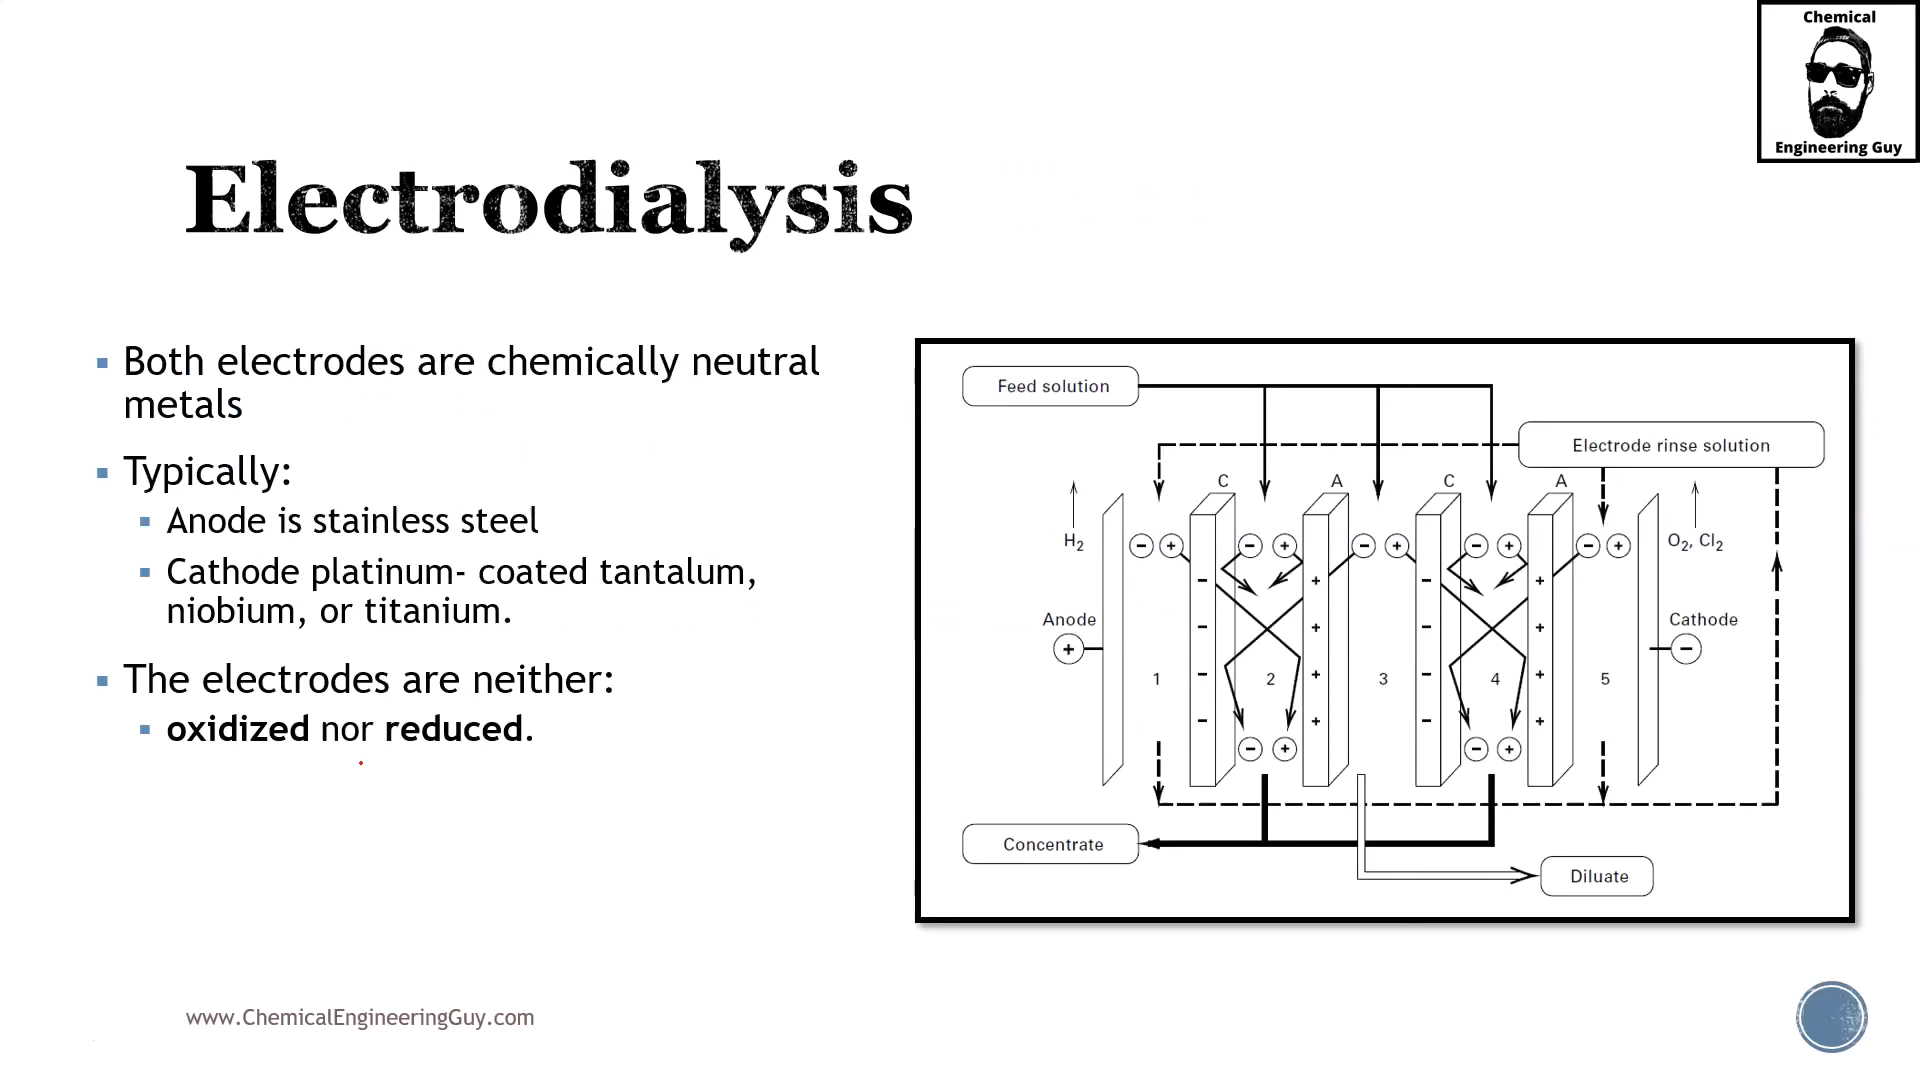 Chemical
Engineering Guy
Electrodialysis
Both electrodes are chemically neutral
metals
Typically:
Anode is stainless steel
Cathode platinum- coated tantalum,
niobium, or titanium.
The electrodes are neither:
oxidized nor reduced.
Feed solution
Electrode rinse solution
C A C A
H2
O2, Cl2
- + - + - + - + - +
- + - +
- + - +
- + - +
- + - +
Anode
+
Cathode
-
1 2 3 4 5
- + - +
Concentrate
Diluate
www.ChemicalEngineeringGuy.com